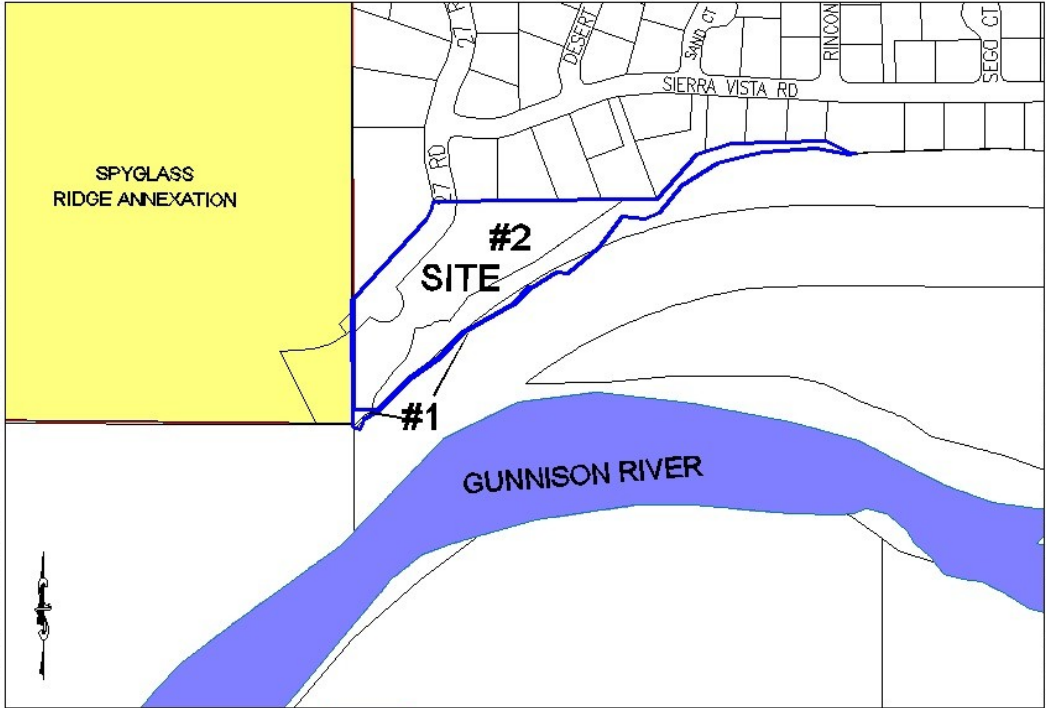 27 R
DESERT
SAND CT
RINCON
SEGO CT
SIERRA VISTA RD
27 RD
SPYGLASS
RIDGE ANNEXATION
#2
SITE
#1
GUNNISON RIVER